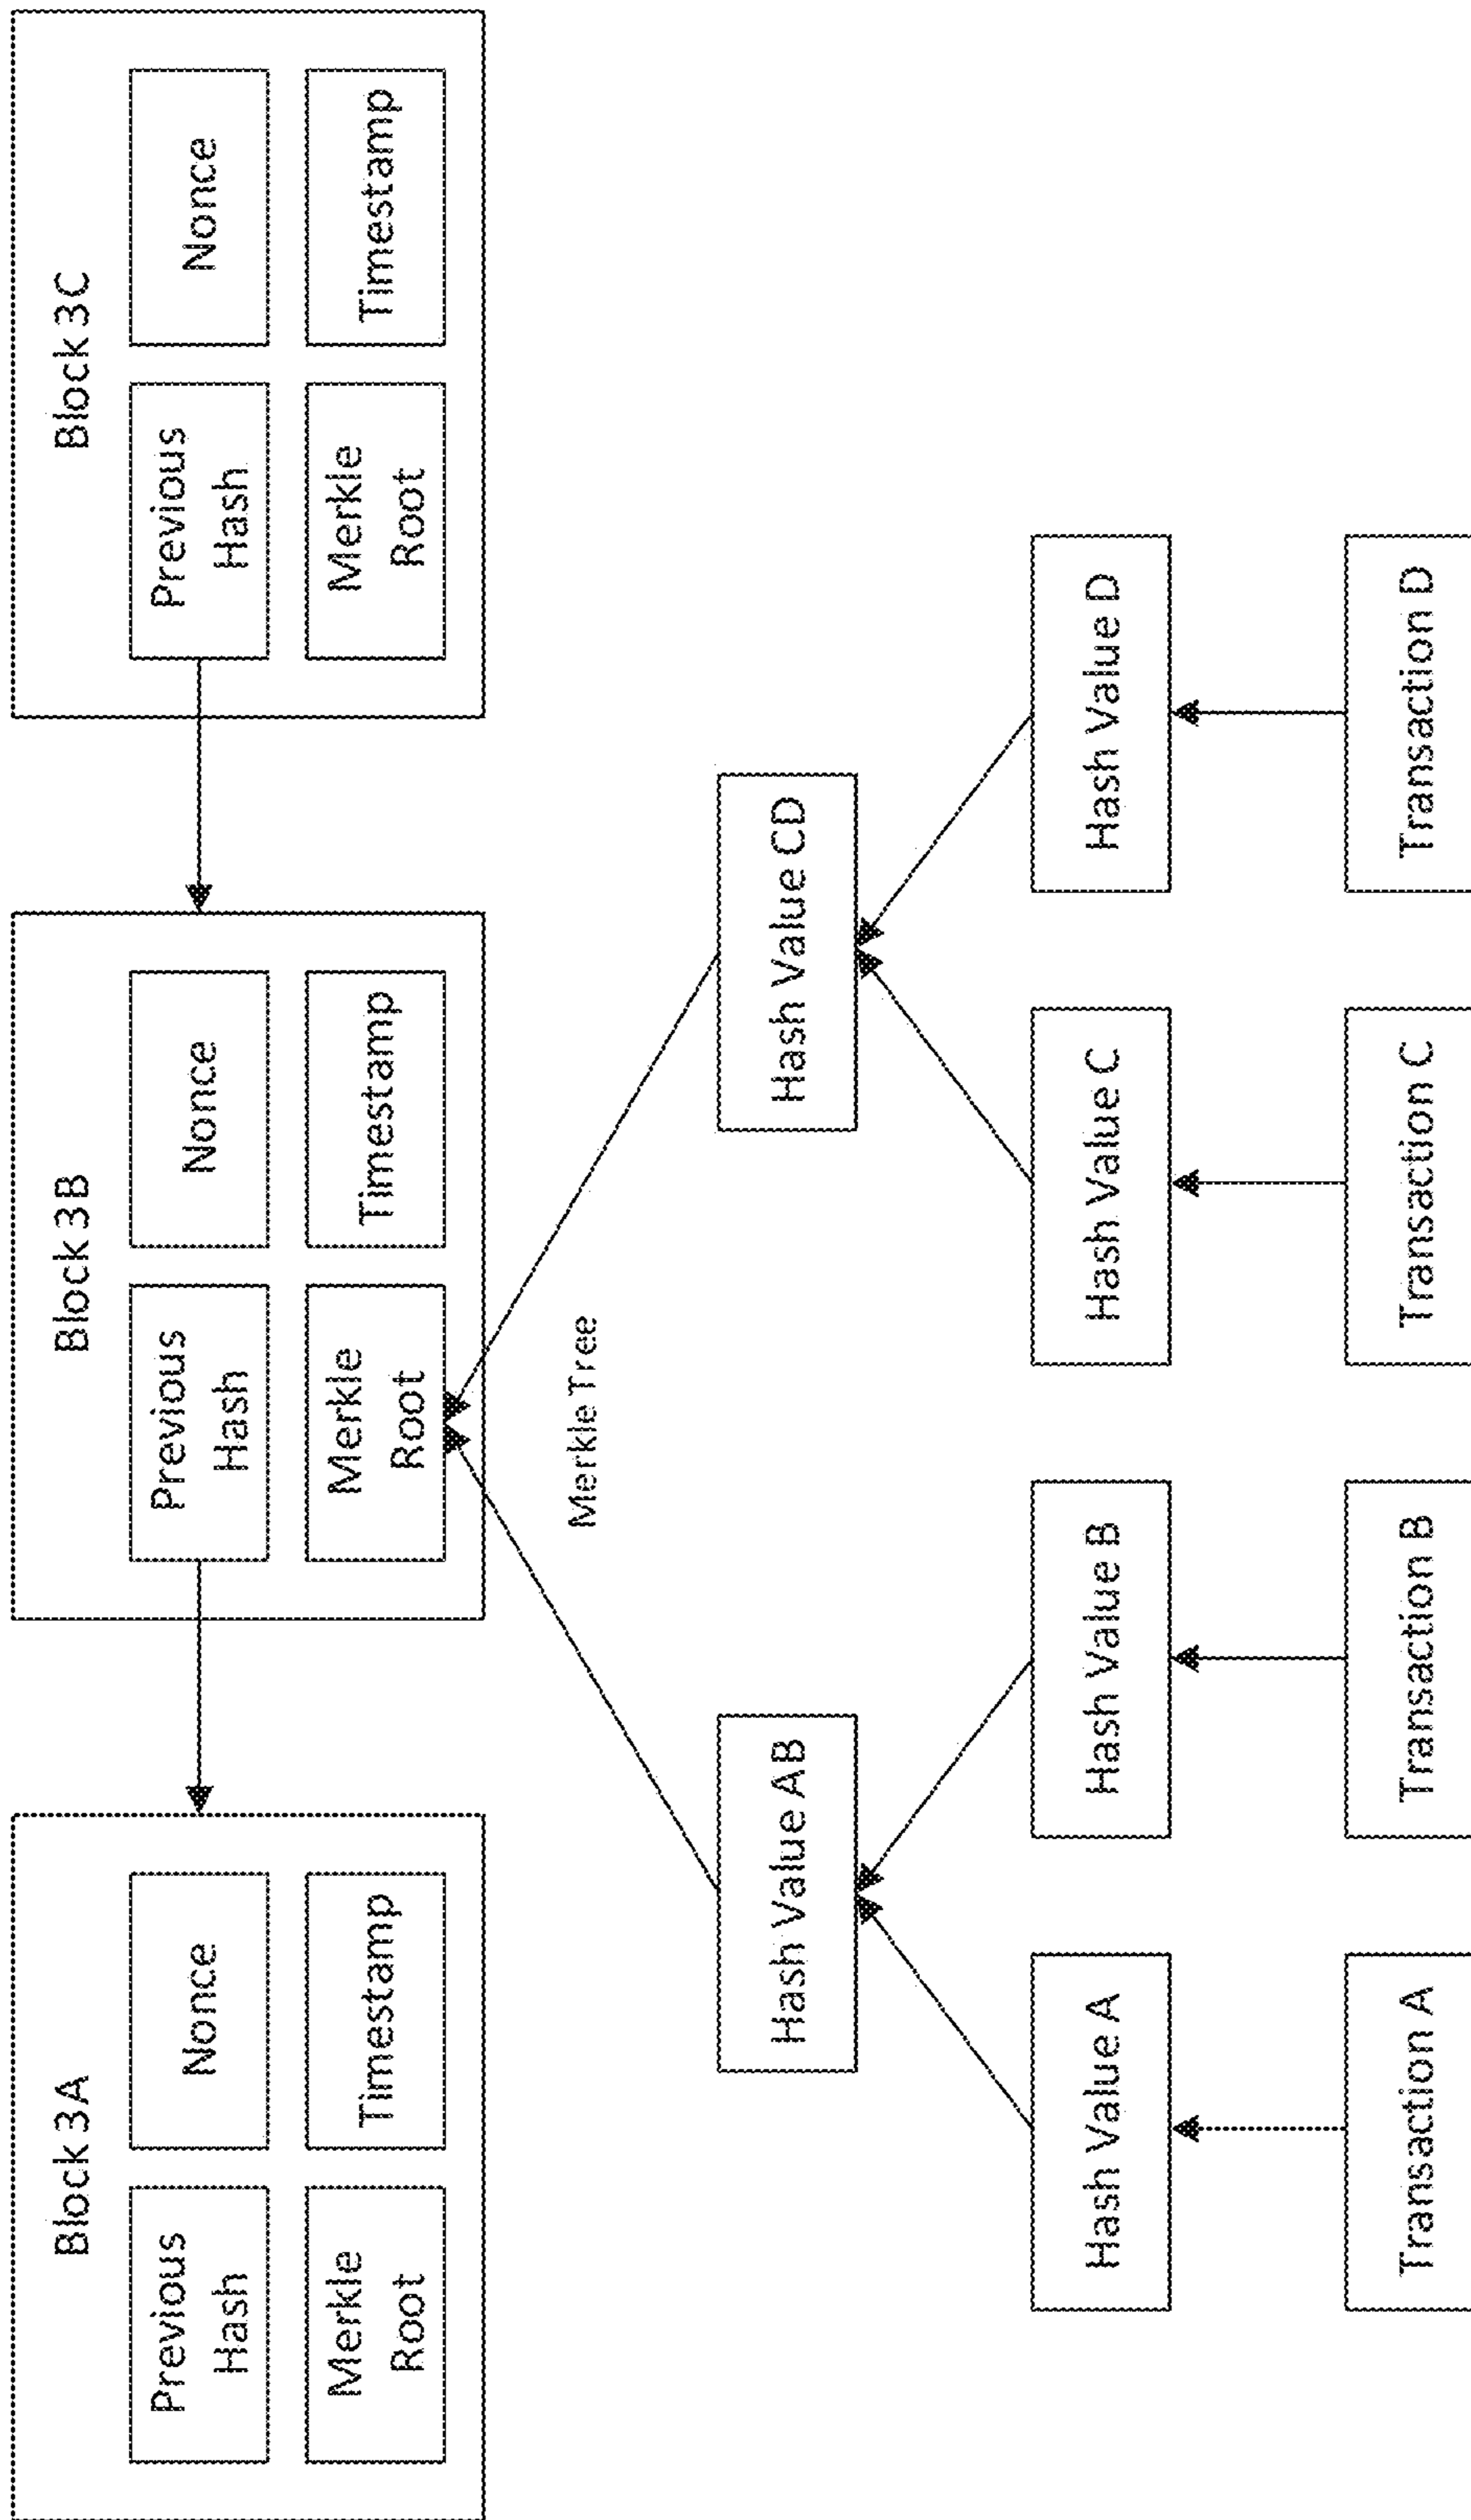 Block 3A
Previous
Hash
Nonce
Merkle
Root
Timestamp
Block 3B
Previous
Hash
Nonce
Merkle
Root
Timestamp
Block 3C
Previous
Hash
Nonce
Merkle
Root
Timestamp
Merkle Tree
Hash Value AB
Hash Value CD
Hash Value A
Hash Value B
Hash Value C
Hash Value D
Transaction A
Transaction B
Transaction C
Transaction D